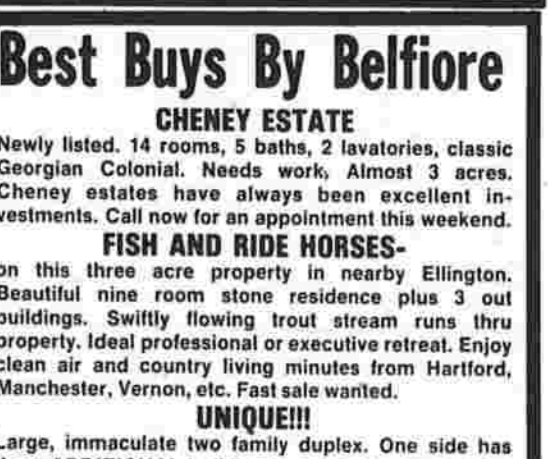 Best Buys By Belfiore
CHENEY ESTATE
Newly listed. 14 rooms, 5 baths, 2 lavatories, classic
Georgian Colonial. Needs work, Almost 3 acres.
Cheney estates have always been excellent in-
vestments. Call now for an appointment this weekend.
FISH AND RIDE HORSES-
on this three acre property in nearby Ellington.
Beautiful nine room stone residence plus 3 out
buildings. Swiftly flowing trout stream runs thru
property. Ideal professional or executive retreat. Enjoy
clean air and country living minutes from Hartford,
Manchester, Vernon, etc. Fast sale wanted.
UNIQUE!!!
Large, immaculate two family duplex. One side has